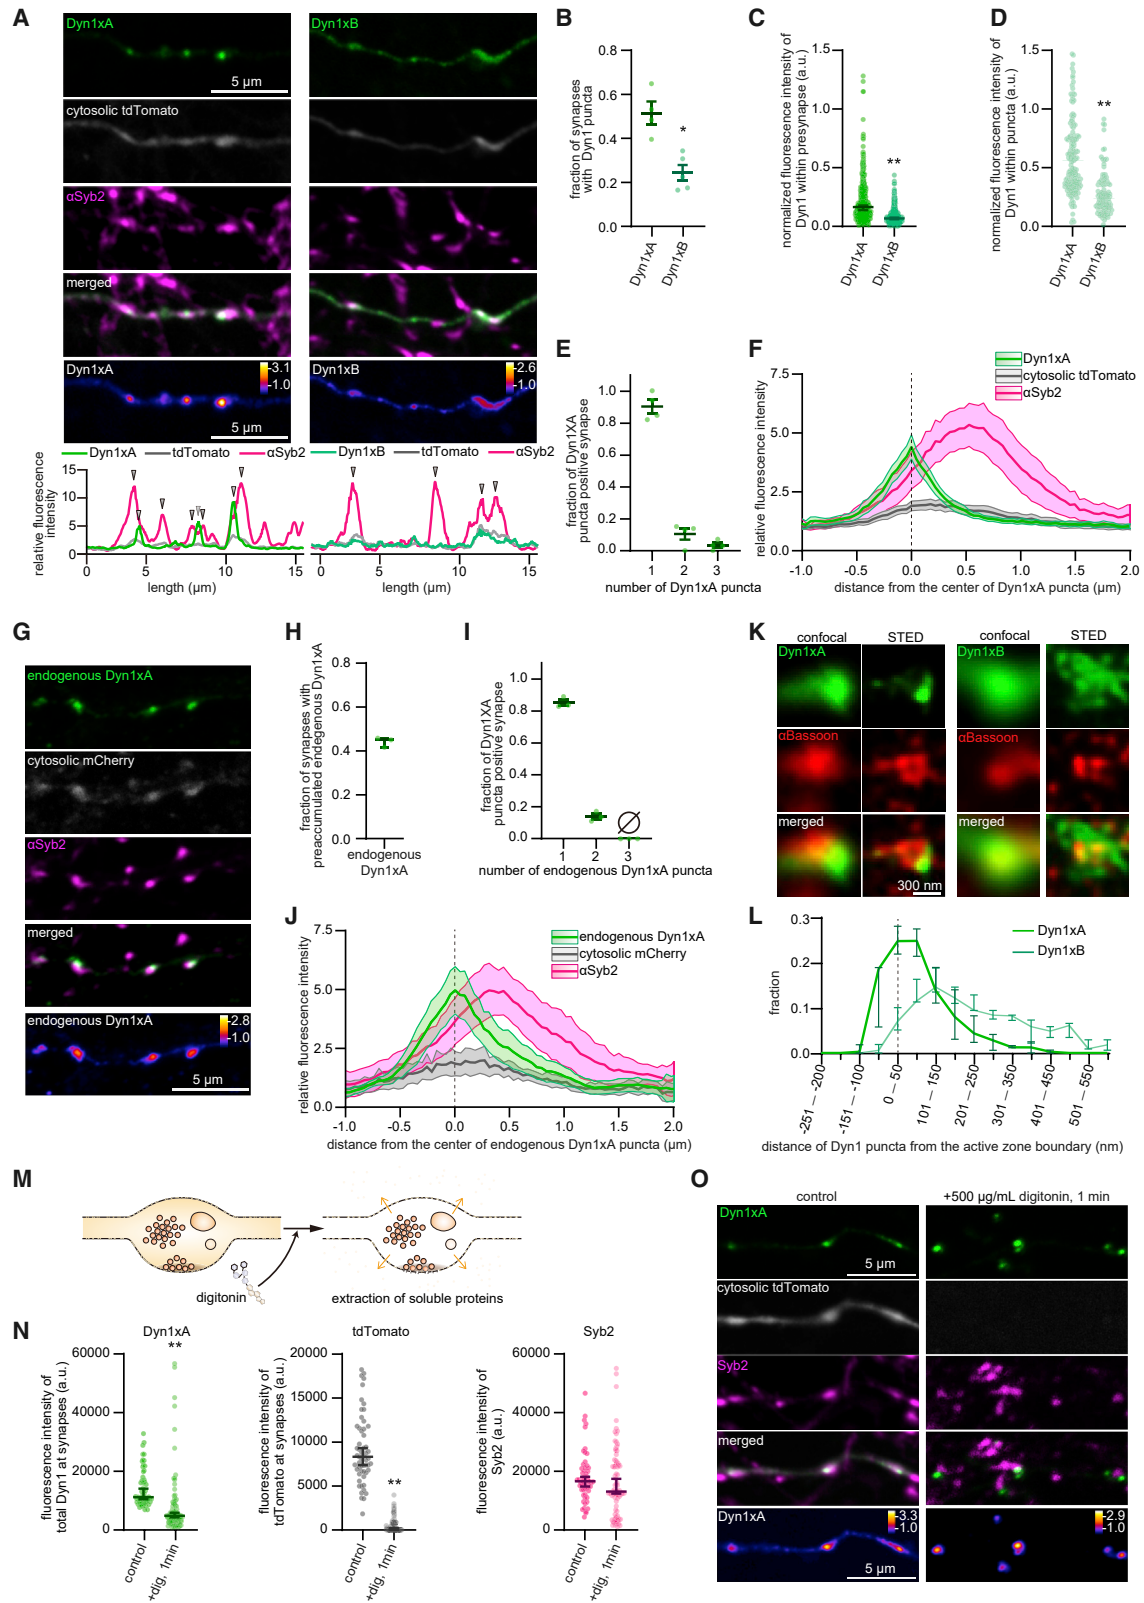 A
Dyn1xA
5 µm
Dyn1xB
cytosolic tdTomato
αSyb2
merged
Dyn1xA
-3.1
-1.0
Dyn1xB
-2.6
-1.0
Dyn1xA tdTomato αSyb2 Dyn1xB tdTomato αSyb2
relative fluorescence
intensity
15
10
5
0
0 5 10 15
length (µm)
0 5 10 15
length (µm)
B
fraction of synapses
with Dyn1 puncta
0.8
0.6
0.4
0.2
0.0
*
Dyn1xA
Dyn1xB
C
normalized fluorescence intensity of
Dyn1 within presynapse (a.u.)
1.5
1.0
0.5
0.0
**
Dyn1xA
Dyn1xB
D
normalized fluorescence intensity of
Dyn1 within puncta (a.u.)
1.5
1.0
0.5
0.0
**
Dyn1xA
Dyn1xB
E
fraction of Dyn1XA
puncta positive synapse
1.0
0.8
0.6
0.4
0.2
0.0
1 2 3
number of Dyn1xA puncta
F
Dyn1xA
cytosolic tdTomato
αSyb2
relative fluorescence intensity
7.5
5.0
2.5
0.0
-1.0 -0.5 0.0 0.5 1.0 1.5 2.0
distance from the center of Dyn1xA puncta (µm)
G
endogenous Dyn1xA
cytosolic mCherry
αSyb2
merged
endogenous Dyn1xA
-2.8
-1.0
5 µm
H
fraction of synapses with
preaccumulated endegenous Dyn1xA
0.8
0.6
0.4
0.2
0.0
endogenous
Dyn1xA
I
fraction of Dyn1XA
puncta positive synapse
1.0
0.8
0.6
0.4
0.2
0.0
1 2 3
number of endogenous Dyn1xA puncta
J
endogenous Dyn1xA
cytosolic mCherry
αSyb2
relative fluorescence intensity
7.5
5.0
2.5
0.0
-1.0 -0.5 0.0 0.5 1.0 1.5 2.0
distance from the center of endogenous Dyn1xA puncta (µm)
K
confocal STED confocal STED
Dyn1xA
Dyn1xB
αBassoon
αBassoon
merged
merged
300 nm
L
Dyn1xA
Dyn1xB
fraction
0.3
0.2
0.1
0.0
-251 — -200
-151 — -100
0 — 50
101 — 150
201 — 250
301 — 350
401 — 450
501 — 550
distance of Dyn1 puncta from the active zone boundary (nm)
M
digitonin
extraction of soluble proteins
N
Dyn1xA
**
fluorescence intensity of
total Dyn1 at synapses (a.u.)
60000
40000
20000
0
control
+dig. 1min
tdTomato
fluorescence intensity of
tdTomato at synapses (a.u.)
20000
15000
10000
5000
0
**
control
+dig. 1min
Syb2
fluorescence intensity of
Syb2 (a.u.)
60000
40000
20000
0
control
+dig. 1min
O
control +500 µg/mL digitonin, 1 min
Dyn1xA
5 µm
cytosolic tdTomato
Syb2
merged
Dyn1xA
-3.3
-1.0
5 µm
-2.9
-1.0